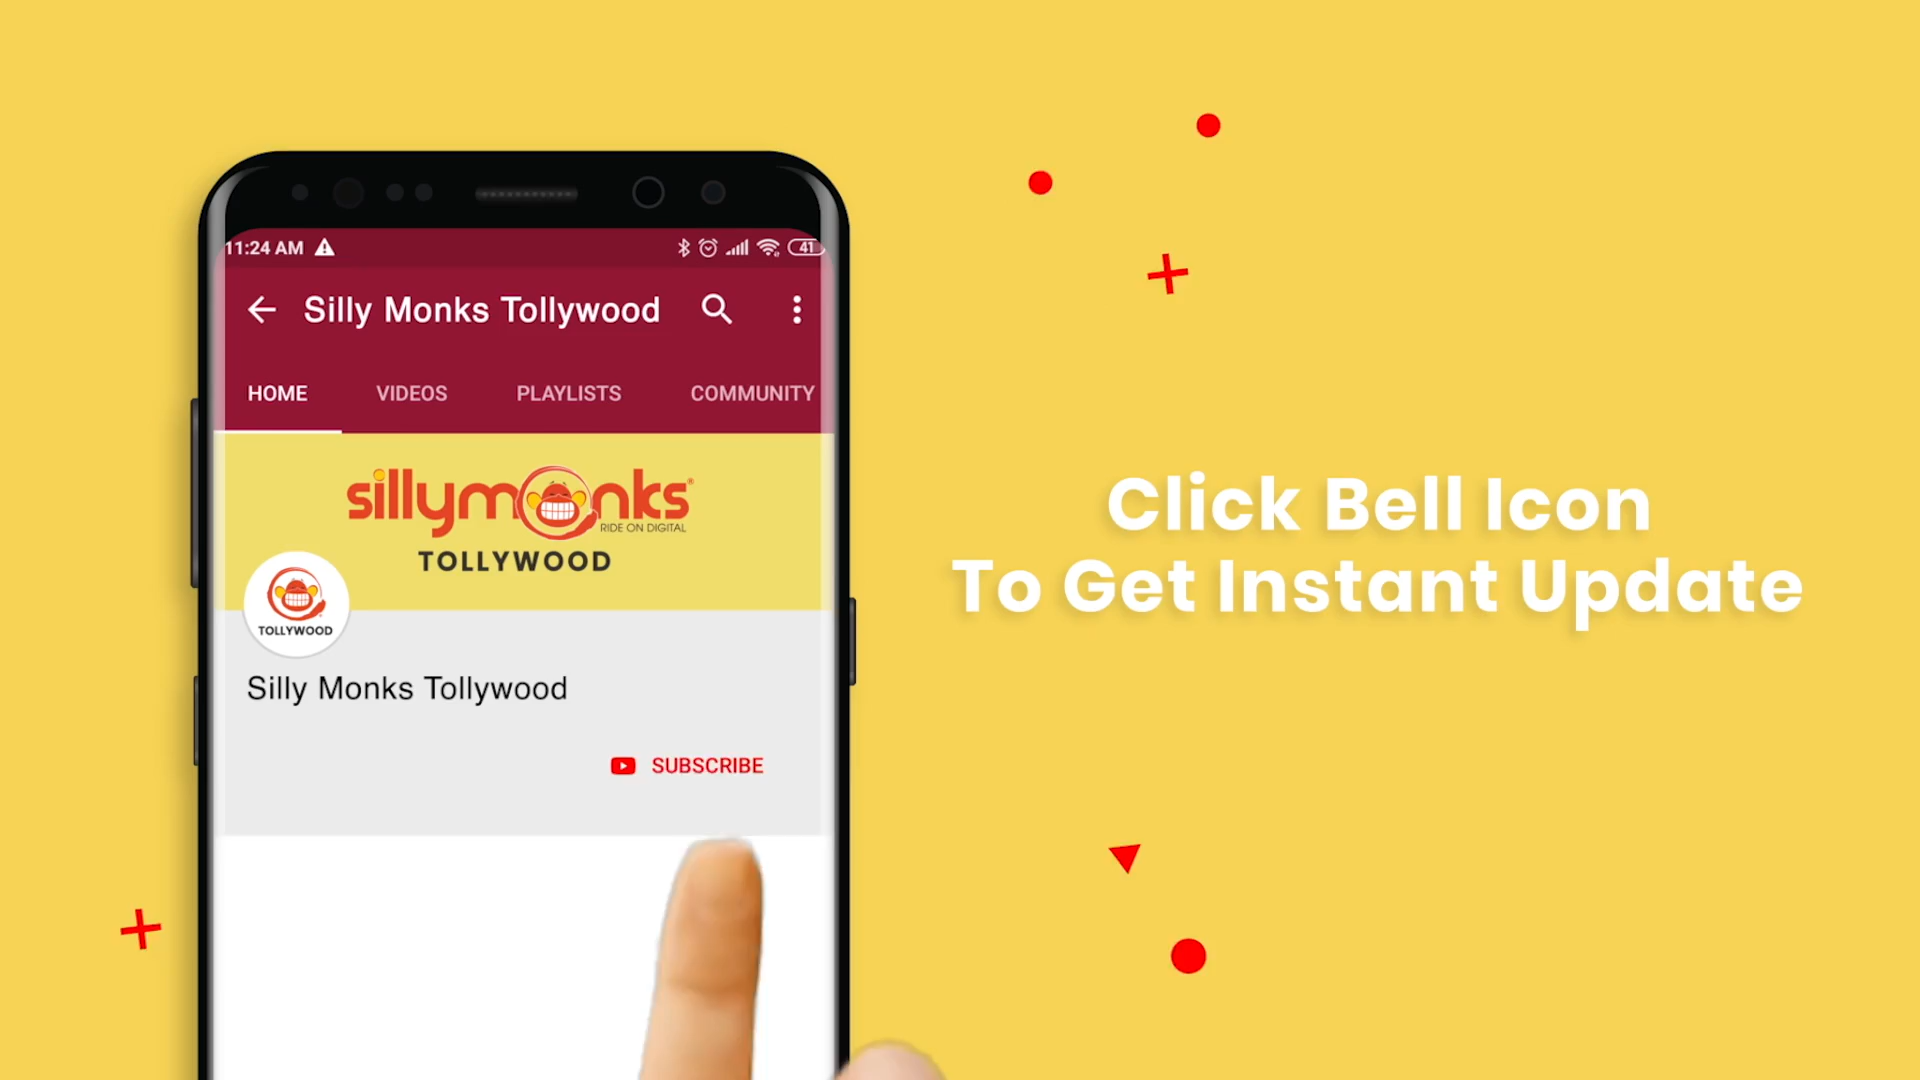 11:24 AM
41
Silly Monks Tollywood
HOME
VIDEOS
PLAYLISTS
COMMUNITY
sillymonks®
RIDE ON DIGITAL
TOLLYWOOD
TOLLYWOOD
Silly Monks Tollywood
SUBSCRIBE
Click Bell Icon
To Get Instant Update